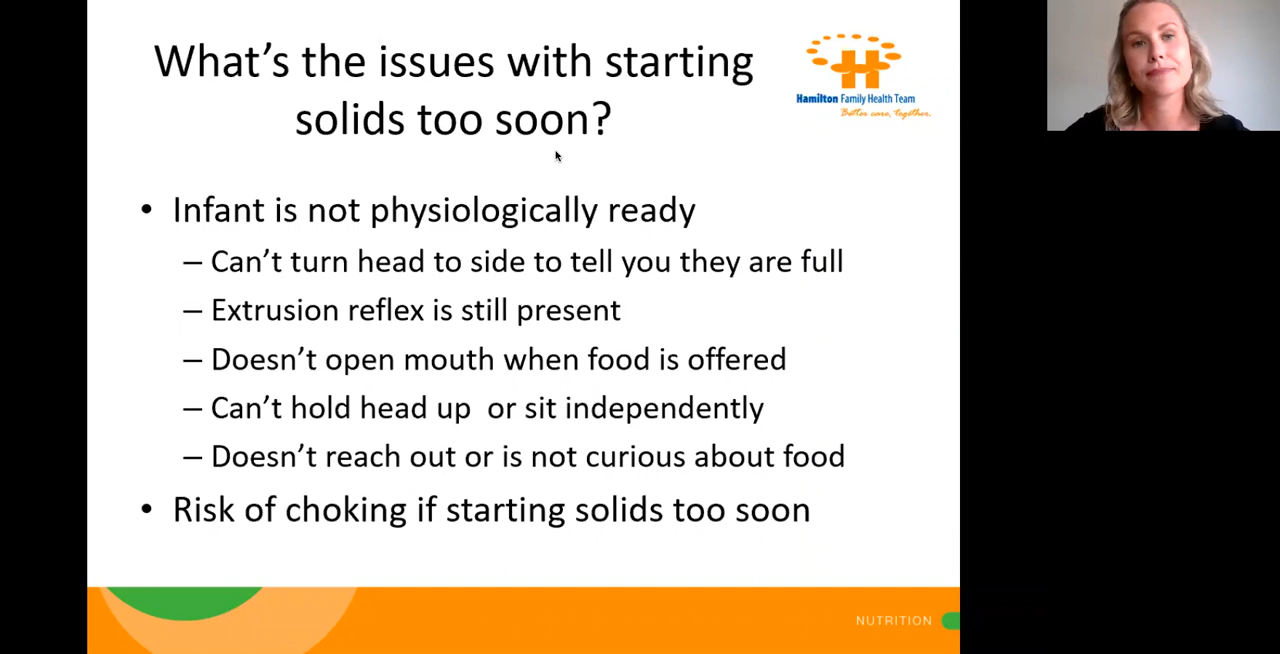 What's the issues with starting
solids too soon?
Hamilton Family Health Team
Better care, together.
• Infant is not physiologically ready
– Can't turn head to side to tell you they are full
– Extrusion reflex is still present
– Doesn't open mouth when food is offered
– Can't hold head up  or sit independently
– Doesn't reach out or is not curious about food
• Risk of choking if starting solids too soon
NUTRITION